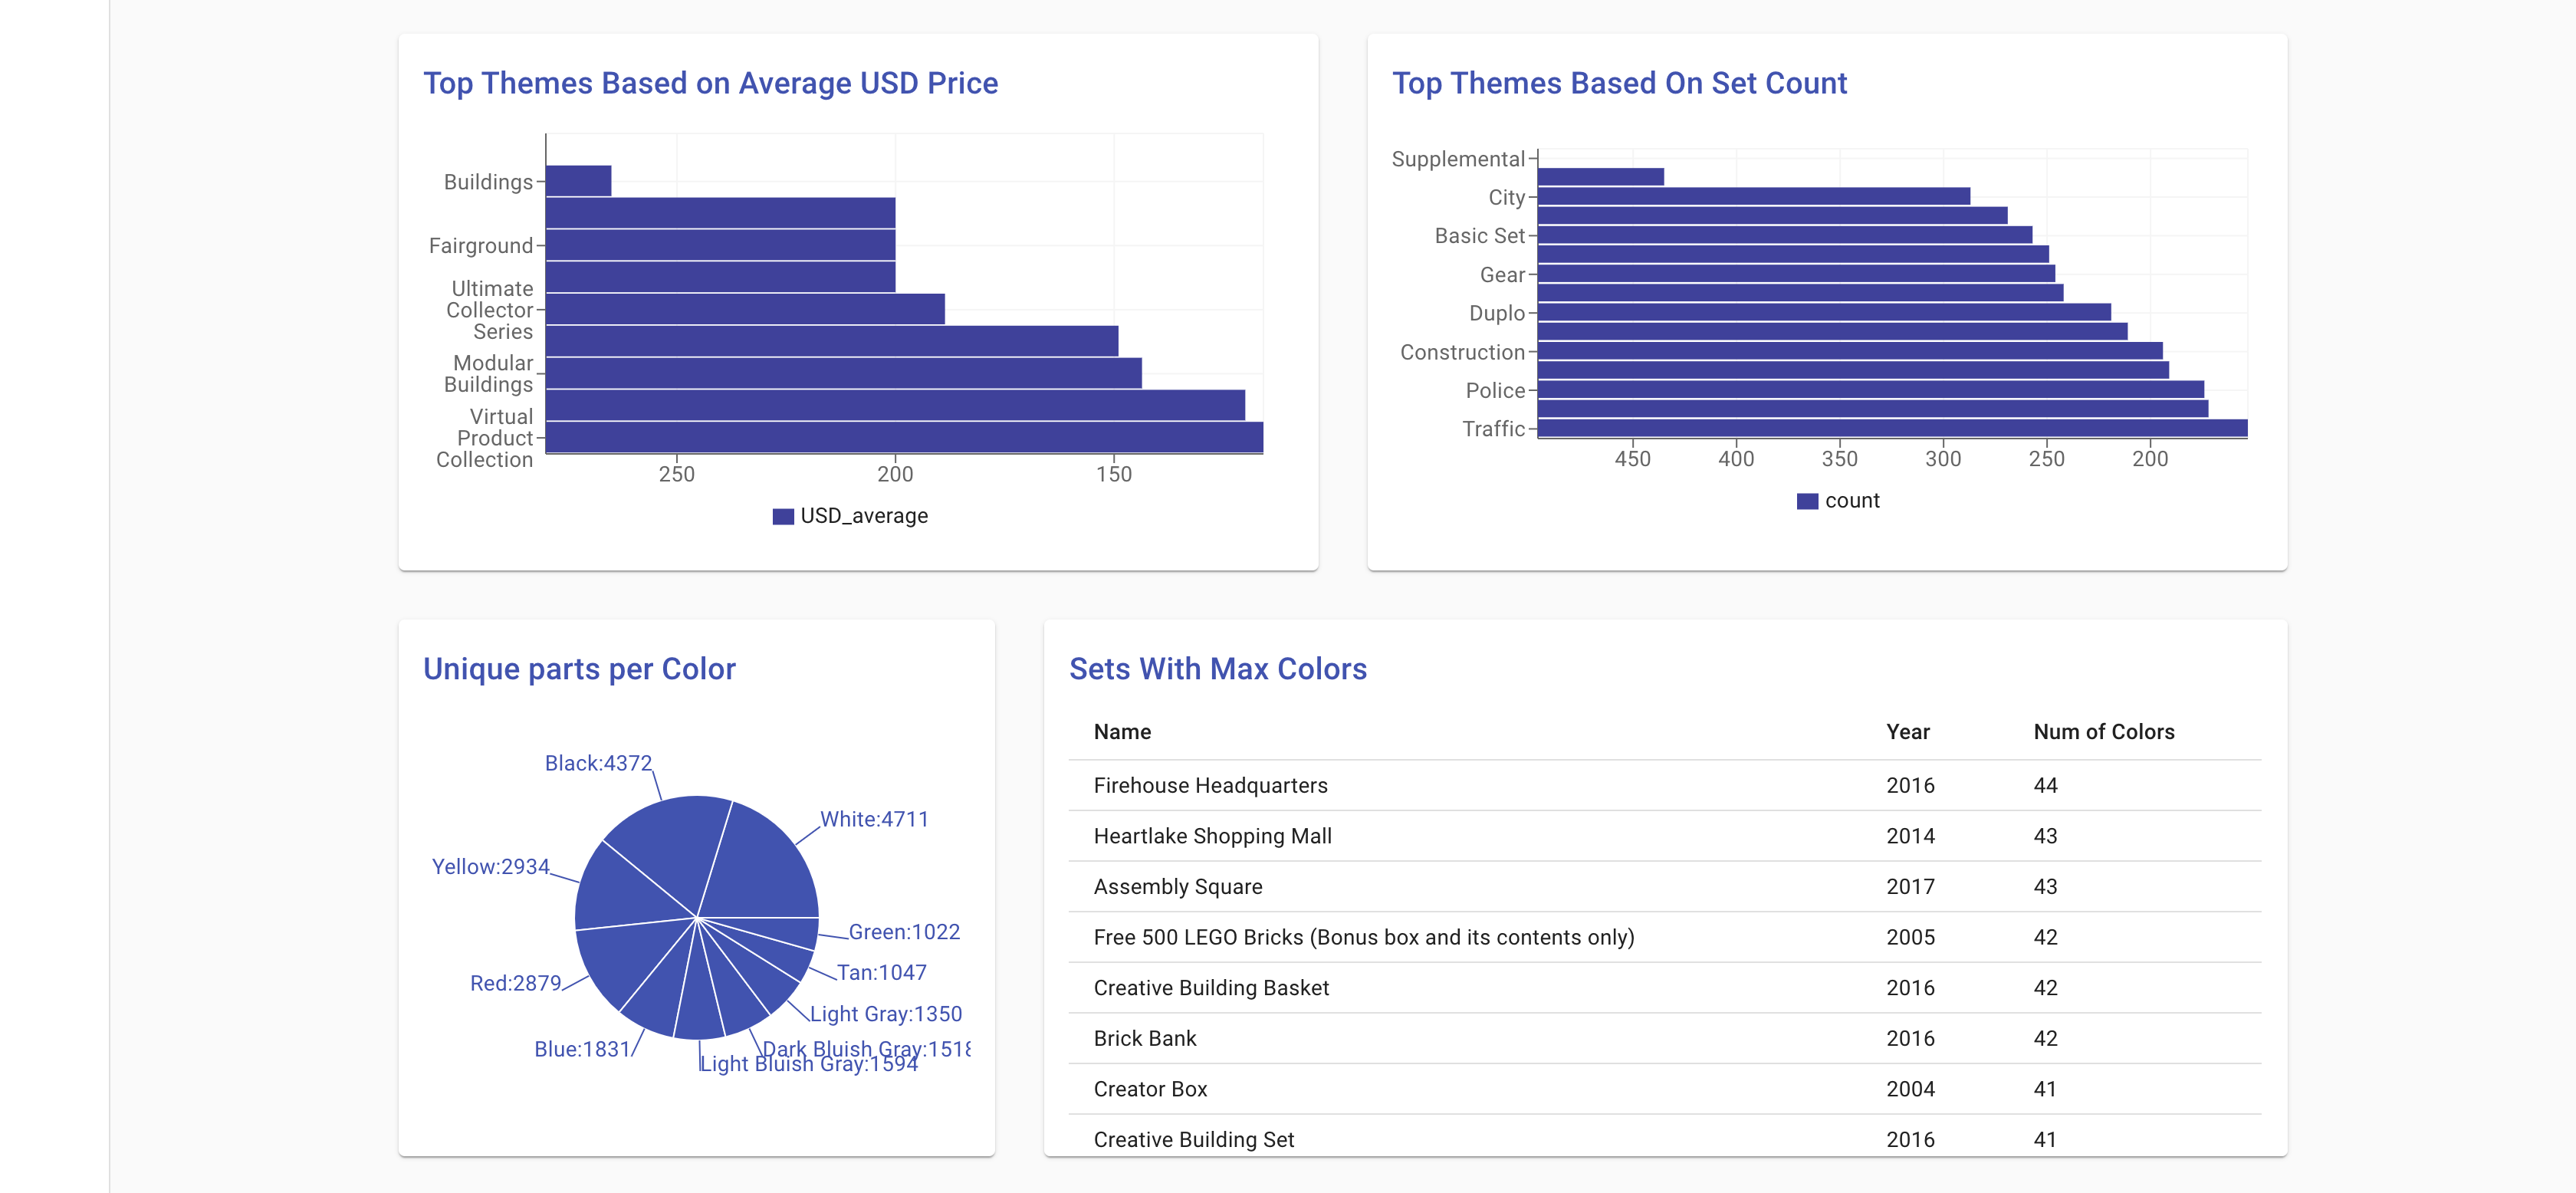 Top Themes Based on Average USD Price
Buildings
Fairground
Ultimate
Collector
Series
Modular
Buildings
Virtual
Product
Collection
250 200 150
USD_average
Top Themes Based On Set Count
Supplemental
City
Basic Set
Gear
Duplo
Construction
Police
Traffic
450 400 350 300 250 200
count
Unique parts per Color
Black:4372
White:4711
Yellow:2934
Green:1022
Tan:1047
Red:2879
Light Gray:1350
Blue:1831
Dark Bluish Gray:1518
Light Bluish Gray:1594
Sets With Max Colors
Name Year Num of Colors
Firehouse Headquarters 2016 44
Heartlake Shopping Mall 2014 43
Assembly Square 2017 43
Free 500 LEGO Bricks (Bonus box and its contents only) 2005 42
Creative Building Basket 2016 42
Brick Bank 2016 42
Creator Box 2004 41
Creative Building Set 2016 41